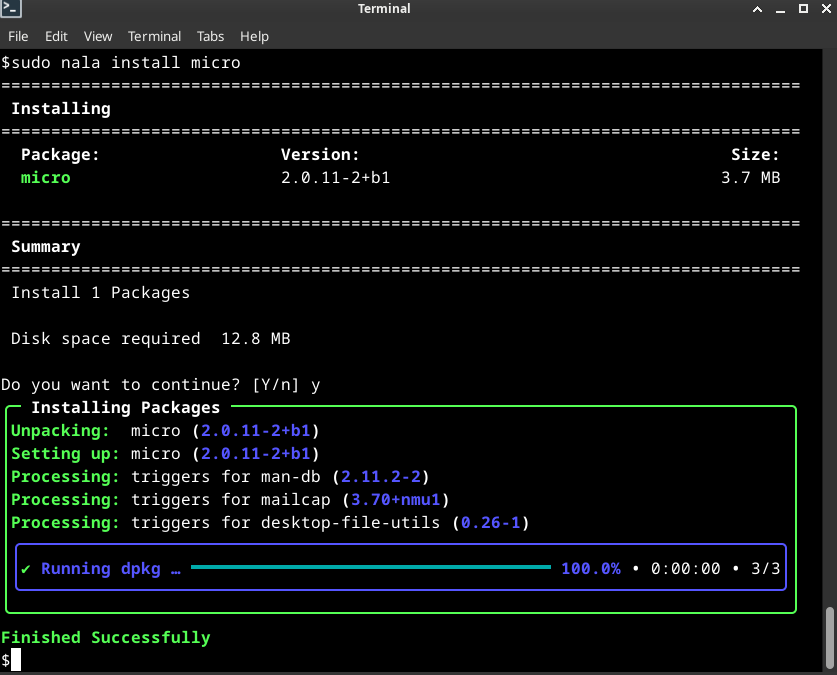 Terminal
File Edit View Terminal Tabs Help
$sudo nala install micro
================================================================================
Installing
================================================================================
Package: Version: Size:
micro 2.0.11-2+b1 3.7 MB
================================================================================
Summary
================================================================================
Install 1 Packages
Disk space required 12.8 MB
Do you want to continue? [Y/n] y
Installing Packages
Unpacking: micro (2.0.11-2+b1)
Setting up: micro (2.0.11-2+b1)
Processing: triggers for man-db (2.11.2-2)
Processing: triggers for mailcap (3.70+nmu1)
Processing: triggers for desktop-file-utils (0.26-1)
✔ Running dpkg … 100.0% • 0:00:00 • 3/3
Finished Successfully
$